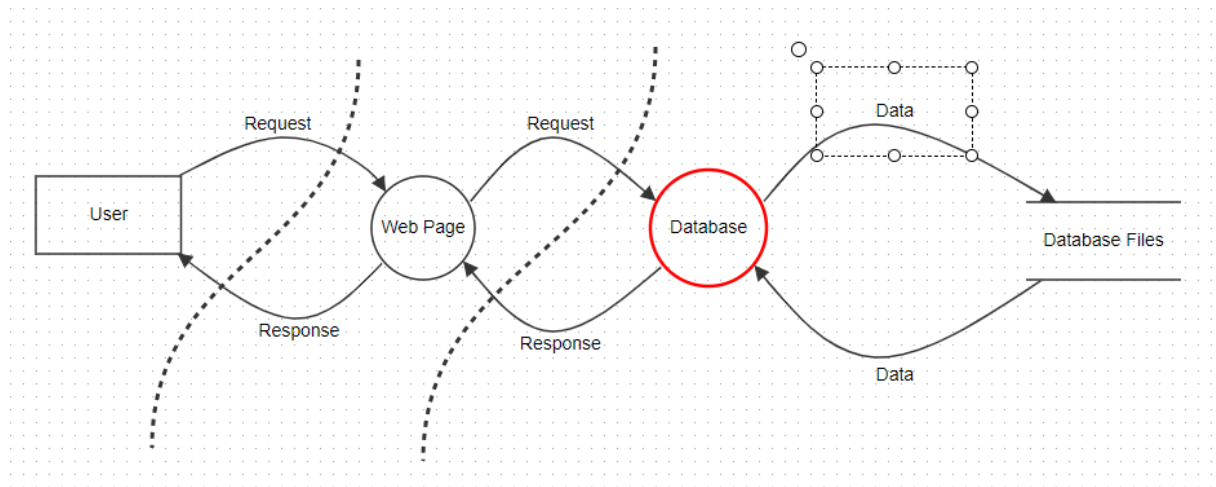 Request
Request
Data
User
Web Page
Database
Database Files
Response
Response
Data